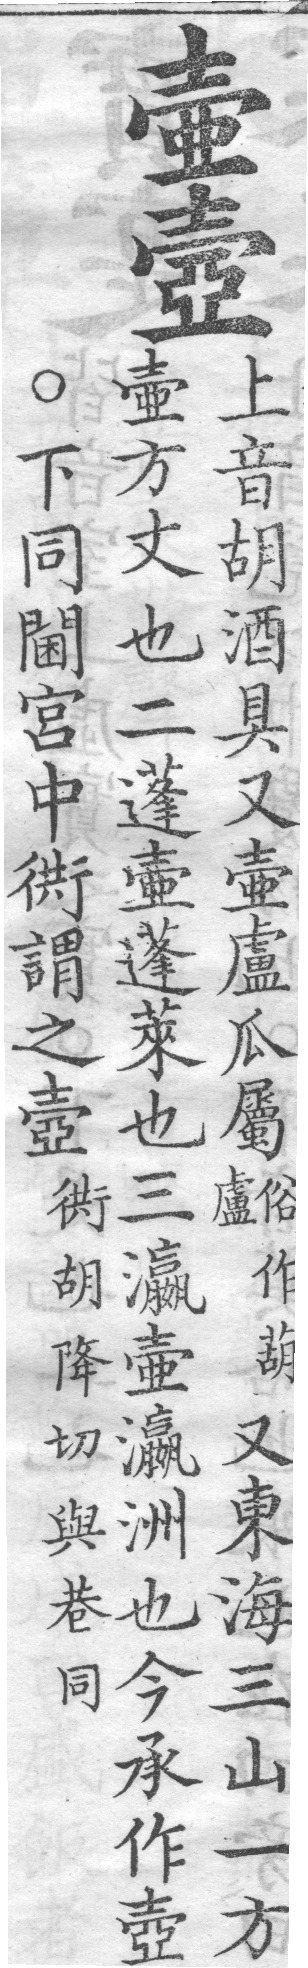 壷壼
上音胡酒具又壷盧瓜屬俗作葫盧又東海三山一方
壷方丈也二蓬壷蓬萊也三瀛壷瀛洲也今承作壼
○下同閫宮中衖謂之壼衖胡降切與巷同